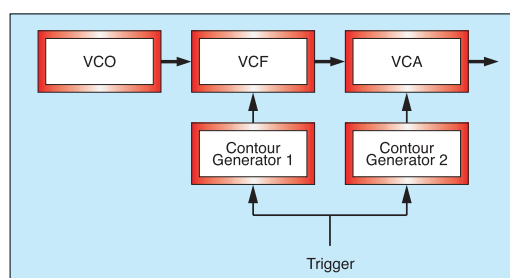 VCO
VCF
VCA
Contour
Generator 1
Contour
Generator 2
Trigger